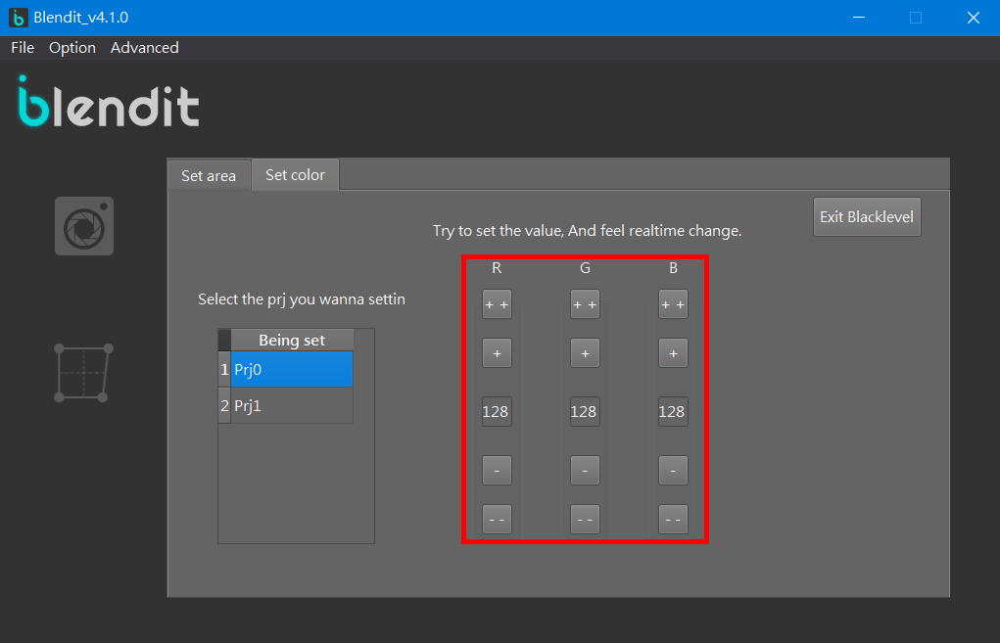 Blendit_v4.1.0
File Option Advanced
blendit
Set area Set color
Exit Blacklevel
Try to set the value, And feel realtime change.
R G B
Select the prj you wanna settin
++ ++ ++
Being set
+ + +
1 Prj0
2 Prj1
128 128 128
- - -
-- -- --